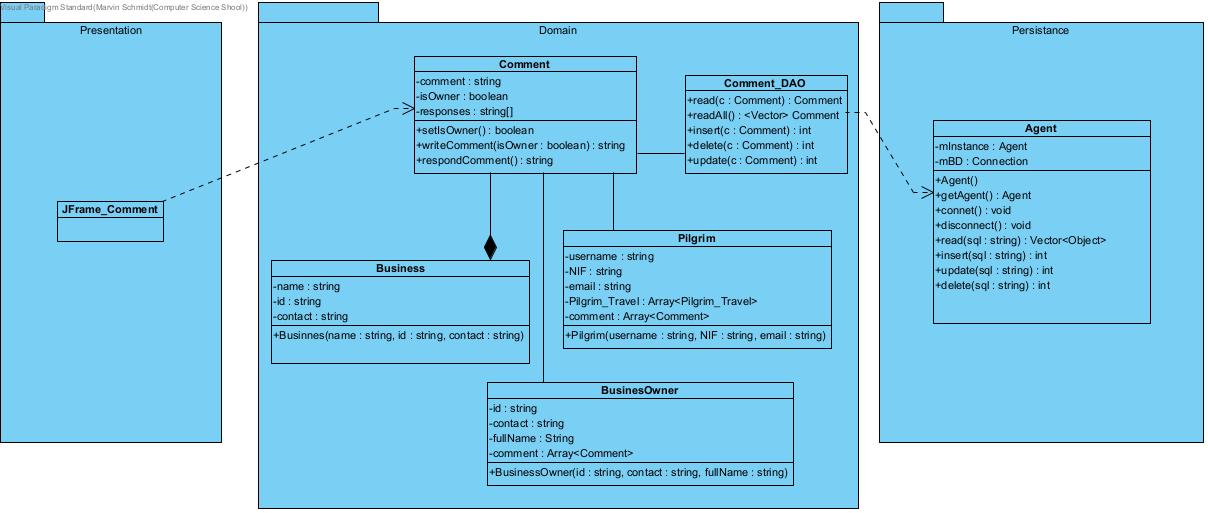 Visual Paradigm Standard(Marvin Schmidt(Computer Science Shool))
Presentation
JFrame_Comment
Domain
Comment
-comment : string
-isOwner : boolean
-responses : string[]
+setIsOwner() : boolean
+writeComment(isOwner : boolean) : string
+respondComment() : string
Comment_DAO
+read(c : Comment) : Comment
+readAll() : <Vector> Comment
+insert(c : Comment) : int
+delete(c : Comment) : int
+update(c : Comment) : int
Business
-name : string
-id : string
-contact : string
+Businnes(name : string, id : string, contact : string)
Pilgrim
-username : string
-NIF : string
-email : string
-Pilgrim_Travel : Array<Pilgrim_Travel>
-comment : Array<Comment>
+Pilgrim(username : string, NIF : string, email : string)
BusinesOwner
-id : string
-contact : string
-fullName : String
-comment : Array<Comment>
+BusinessOwner(id : string, contact : string, fullName : string)
Persistance
Agent
-mInstance : Agent
-mBD : Connection
+Agent()
+getAgent() : Agent
+connet() : void
+disconnect() : void
+read(sql : string) : Vector<Object>
+insert(sql : string) : int
+update(sql : string) : int
+delete(sql : string) : int